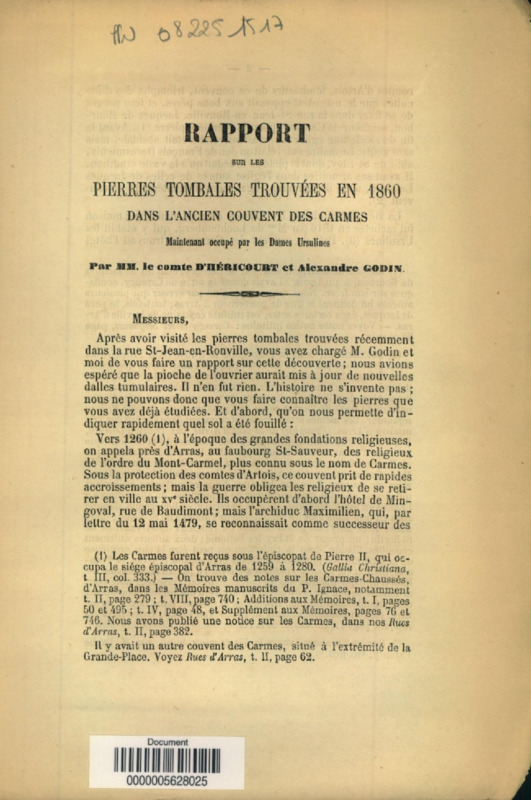 RAPPORT
SUR LES
PIERRES TOMBALES TROUVÉES EN 1860
DANS L'ANCIEN COUVENT DES CARMES
Maintenant occupé par les Dames Ursulines
Par MM. le comte D'HÉRICOURT et Alexandre GODIN.
MESSIEURS,
Après avoir visité les pierres tombales trouvées récemment
dans la rue St-Jean-en-Ronville, vous avez chargé M. Godin et
moi de vous faire un rapport sur cette découverte ; nous avions
espéré que la pioche de l'ouvrier aurait mis à jour de nouvelles
dalles tumulaires. Il n'en fut rien. L'histoire ne s'invente pas ;
nous ne pouvons donc que vous faire connaître les pierres que
vous avez déjà étudiées. Et d'abord, qu'on nous permette d'in-
diquer rapidement quel sol a été fouillé :
Vers 1260 (1), à l'époque des grandes fondations religieuses,
on appela près d'Arras, au faubourg St-Sauveur, des religieux
de l'ordre du Mont-Carmel, plus connu sous le nom de Carmes.
Sous la protection des comtes d'Artois, ce couvent prit de rapides
accroissements ; mais la guerre obligea les religieux de se reti-
rer en ville au XVe siècle. Ils occupèrent d'abord l'hôtel de Min-
goval, rue de Baudimont ; mais l'archiduc Maximilien, qui, par
lettre du 12 mai 1479, se reconnaissait comme successeur des
(1) Les Carmes furent reçus sous l'épiscopat de Pierre II, qui oc-
cupa le siége épiscopal d'Arras de 1259 à 1280. (Gallia Christiana,
t. III, col. 333.) — On trouve des notes sur les Carmes-Chaussés,
d'Arras, dans les Mémoires manuscrits du P. Ignace, notamment
t. II, page 279 ; t. VIII, page 740 ; Additions aux Mémoires, t. I, pages
50 et 495 ; t. IV, page 48, et Supplément aux Mémoires, pages 76 et
746. Nous avons publié une notice sur les Carmes, dans nos Rues
d'Arras, t. II, page 382.
Il y avait un autre couvent des Carmes, situé à l'extrémité de la
Grande-Place. Voyez Rues d'Arras, t. II, page 62.
Document
0000005628025